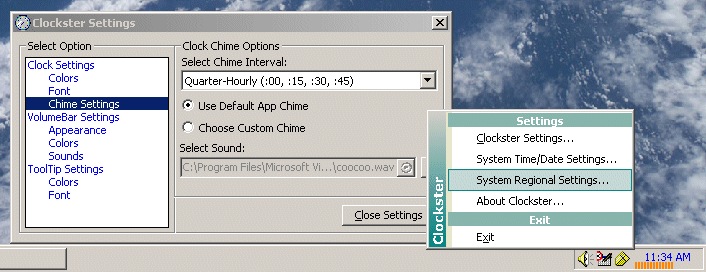 Clockster Settings
Select Option
Clock Settings
Colors
Font
Chime Settings
VolumeBar Settings
Appearance
Colors
Sounds
ToolTip Settings
Colors
Font
Clock Chime Options
Select Chime Interval:
Quarter-Hourly (:00, :15, :30, :45)
Use Default App Chime
Choose Custom Chime
Select Sound:
C:\Program Files\Microsoft Vi...\coocoo.wav
Close Settings
Clockster
Settings
Clockster Settings...
System Time/Date Settings...
System Regional Settings...
About Clockster...
Exit
Exit
11:34 AM